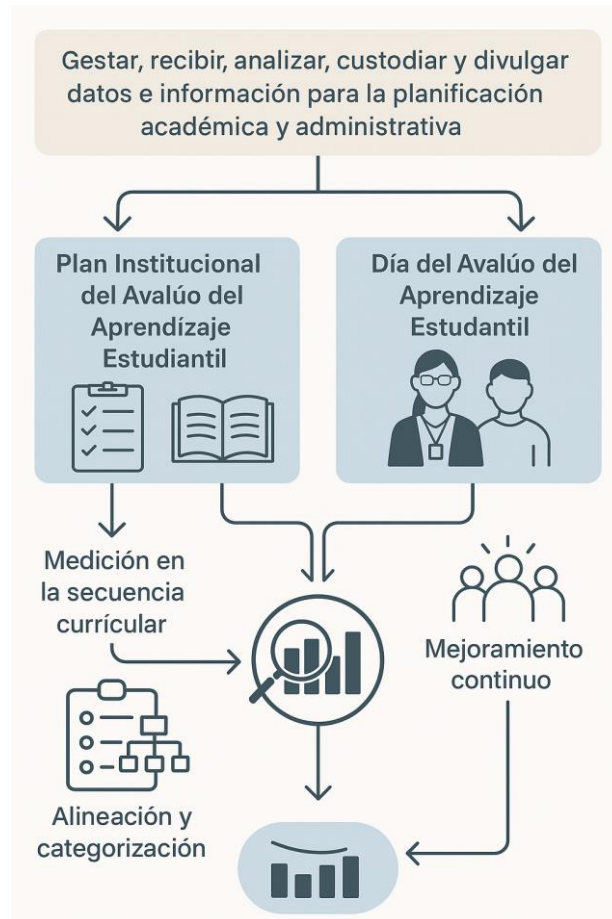 Gestar, recibir, analizar, custodiar y divulgar
datos e información para la planificación
académica y administrativa
Plan Institucional
del Avalúo del
Aprendízaje
Estudiantil
Día del Avalúo del
Aprendizaje
Estudantil
Medición en
la secuencia
currícular
Mejoramiento
continuo
Alineación y
categorización